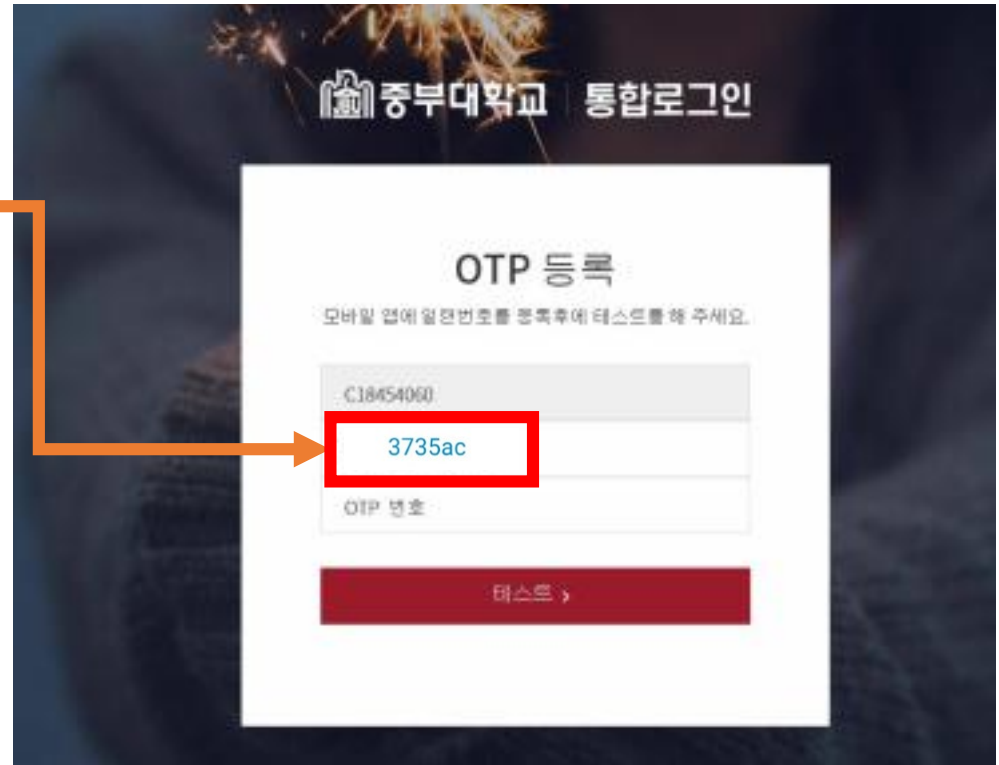 중부대학교 통합로그인
OTP 등록
모바일 앱에 일련번호를 등록후에 테스트를 해 주세요.
C18454060
3735ac
OTP 번호
테스트 >